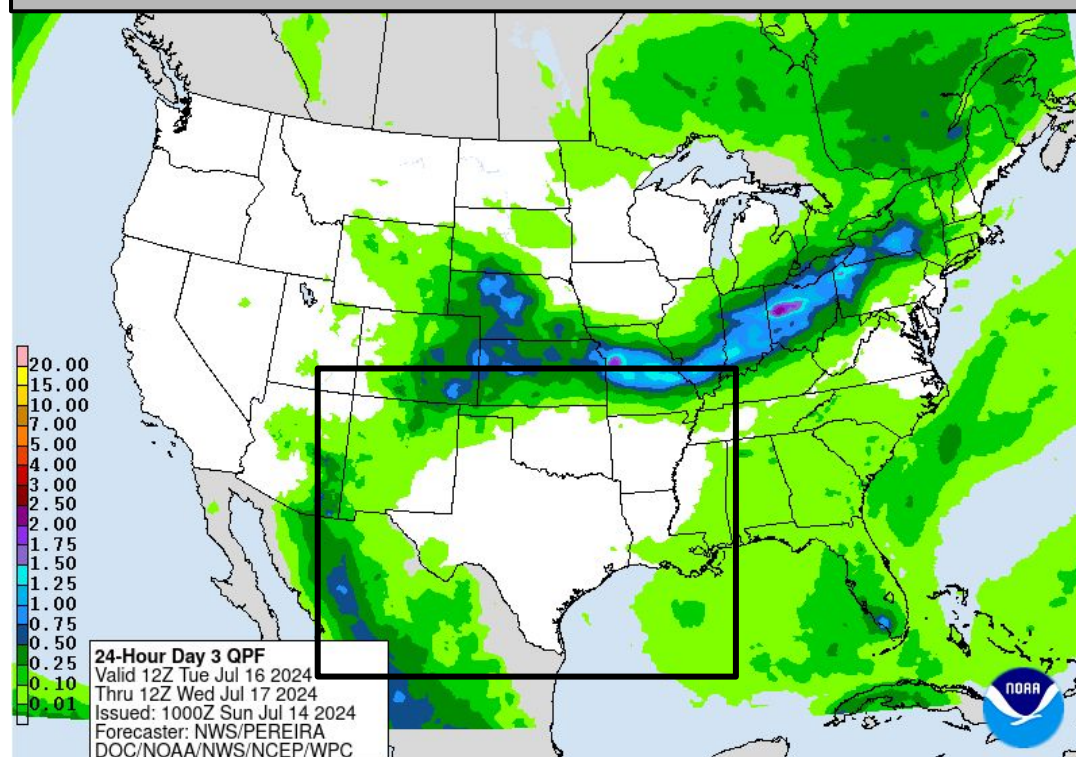 20.00
15.00
10.00
7.00
5.00
4.00
3.00
2.50
2.00
1.75
1.50
1.25
1.00
0.75
0.50
0.25
0.10
0.01
24-Hour Day 3 QPF
Valid 12Z Tue Jul 16 2024
Thru 12Z Wed Jul 17 2024
Issued: 1000Z Sun Jul 14 2024
Forecaster: NWS/PEREIRA
DOC/NOAA/NWS/NCEP/WPC
NOAA